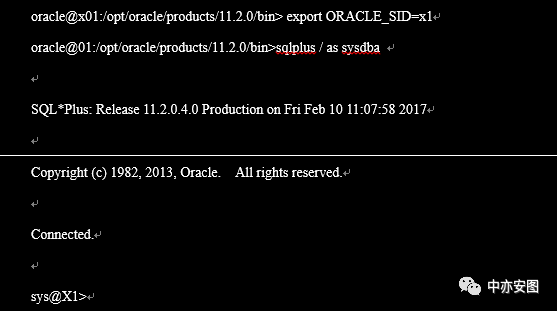 oracle@x01:/opt/oracle/products/11.2.0/bin> export ORACLE_SID=x1
oracle@01:/opt/oracle/products/11.2.0/bin>sqlplus / as sysdba
SQL*Plus: Release 11.2.0.4.0 Production on Fri Feb 10 11:07:58 2017
Copyright (c) 1982, 2013, Oracle.  All rights reserved.
Connected.
sys@X1>
中亦安图